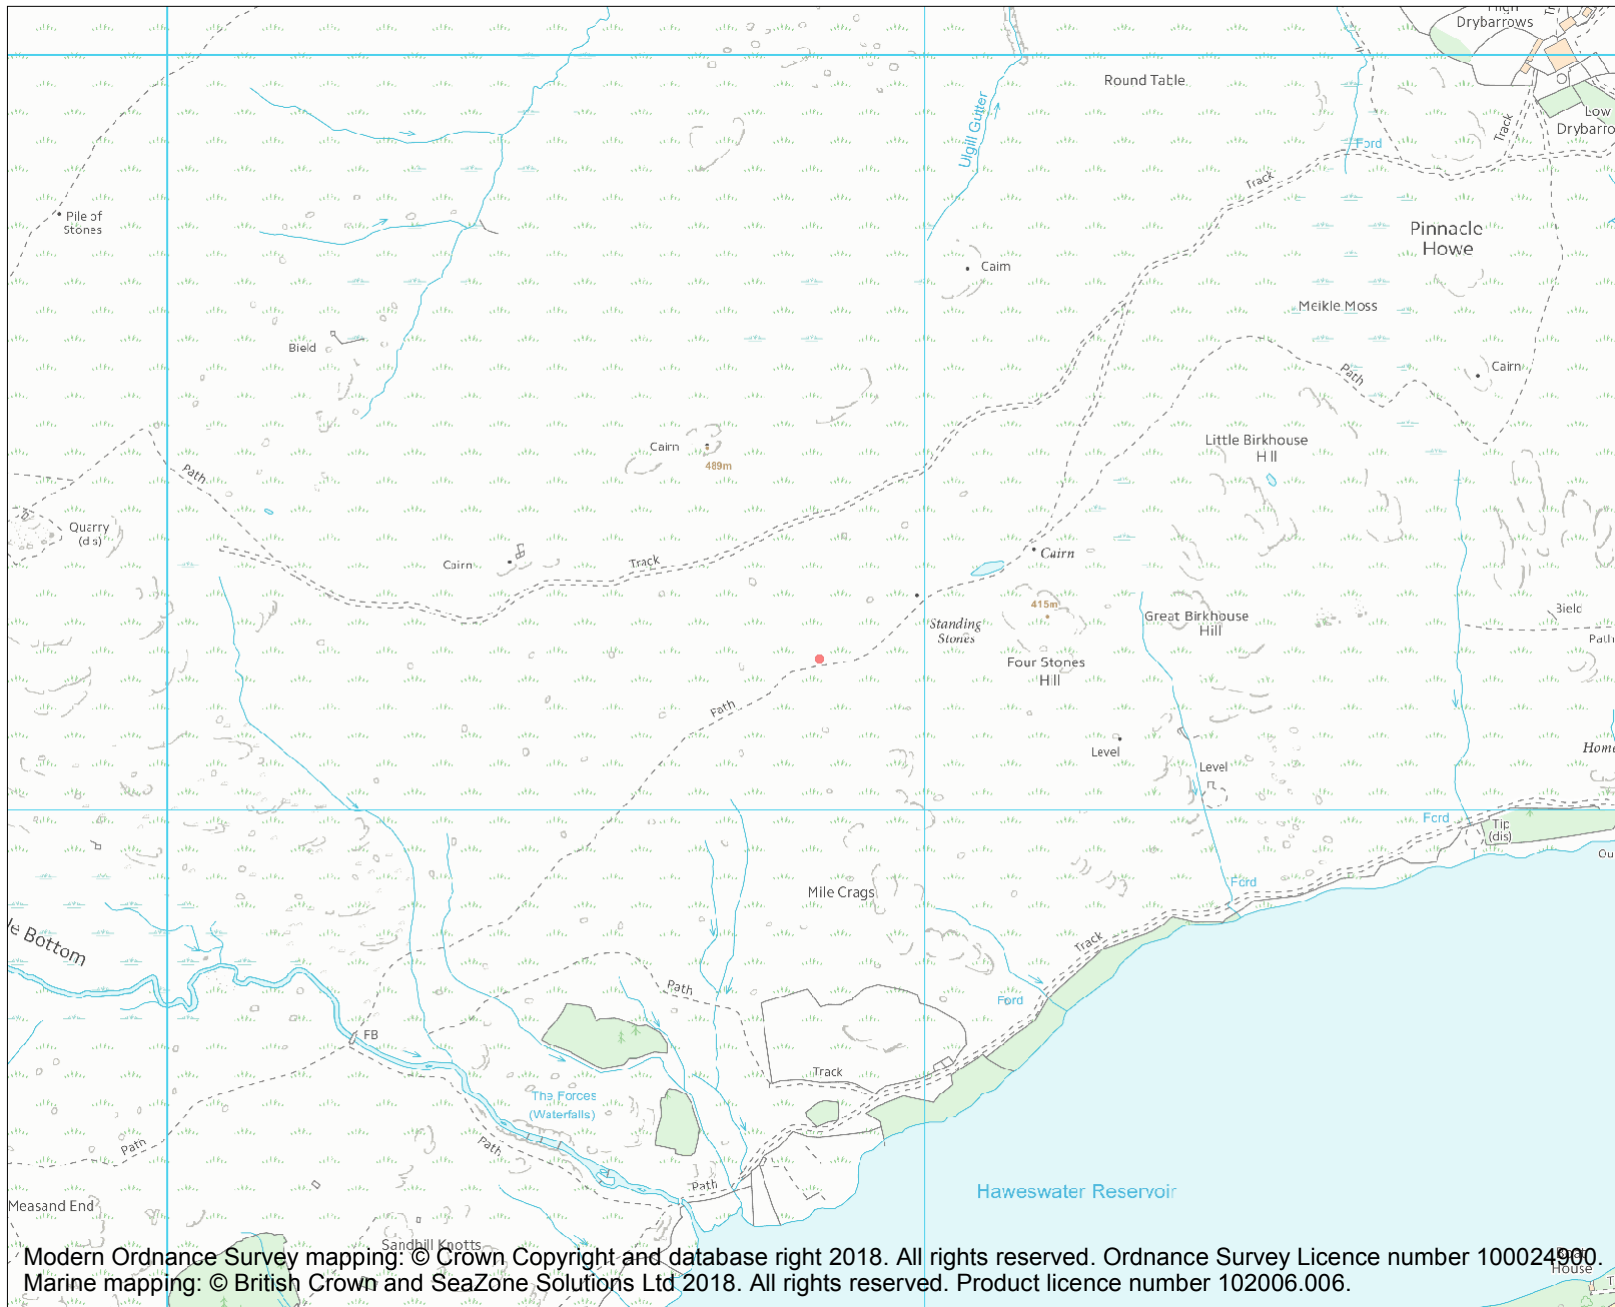 High
Drybarrows
Round Table
Track
Low
Ulgill Gutter
Ford
Track
Pile of
Stones
Pinnacle
Howe
Cairn
Meikle Moss
Bield
Cairn
Path
Little Birkhouse
Hill
Cairn
489m
Path
Quarry
(dis)
Cairn
Track
Cairn
415m
Standing
Stones
Great Birkhouse
Hill
Bield
Path
Four Stones
Hill
Path
Level
Level
Ford
Tip
(dis)
Mile Crags
Ford
le Bottom
Track
Path
Ford
FB
Track
The Forces
(Waterfalls)
Path
Path
Path
Haweswater Reservoir
Measand End
Sandhill Knotts
Boat
House
Modern Ordnance Survey mapping: © Crown Copyright and database right 2018. All rights reserved. Ordnance Survey Licence number 100024900.
Marine mapping: © British Crown and SeaZone Solutions Ltd 2018. All rights reserved. Product licence number 102006.006.